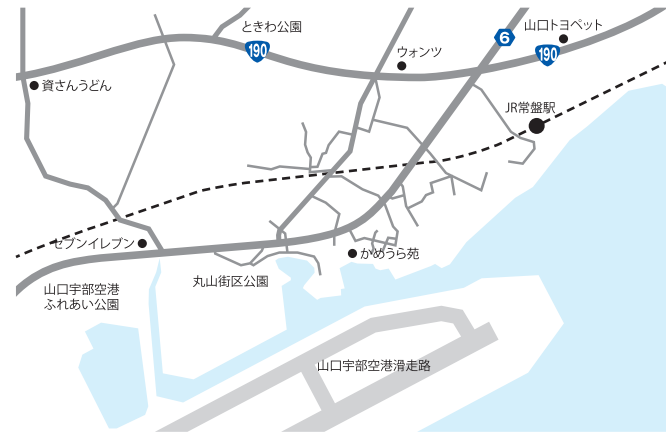 ときわ公園
190
6
山口トヨペット
190
ウォンツ
資さんうどん
JR常盤駅
セブンイレブン
かめうら苑
丸山街区公園
山口宇部空港
ふれあい公園
山口宇部空港滑走路